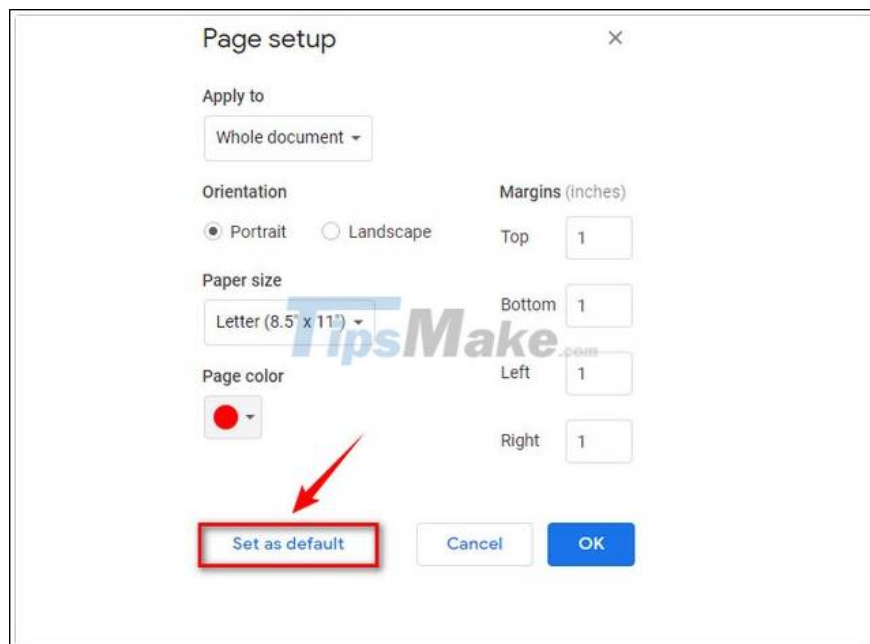 Page setup
×
Apply to
Whole document
Orientation
Portrait
Landscape
Paper size
Letter (8.5" x 11")
Page color
Margins (inches)
Top 1
Bottom 1
Left 1
Right 1
TipsMake.com
Set as default
Cancel
OK